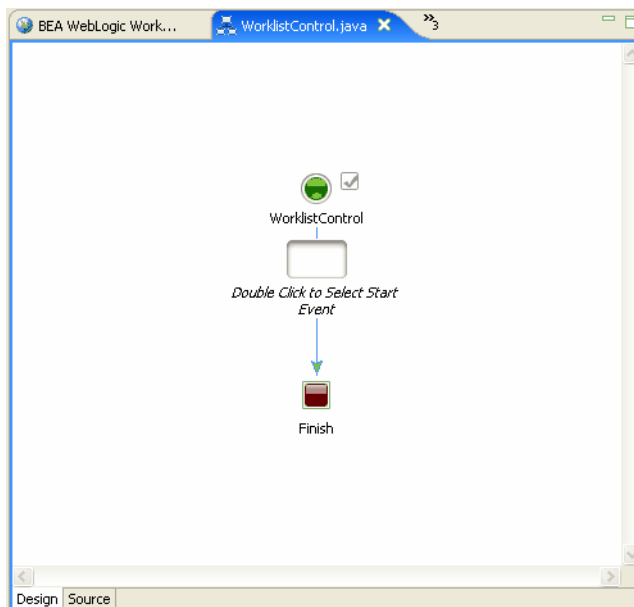 BEA WebLogic Work...
WorklistControl.java
»3
WorklistControl
Double Click to Select Start
Event
Finish
Design
Source